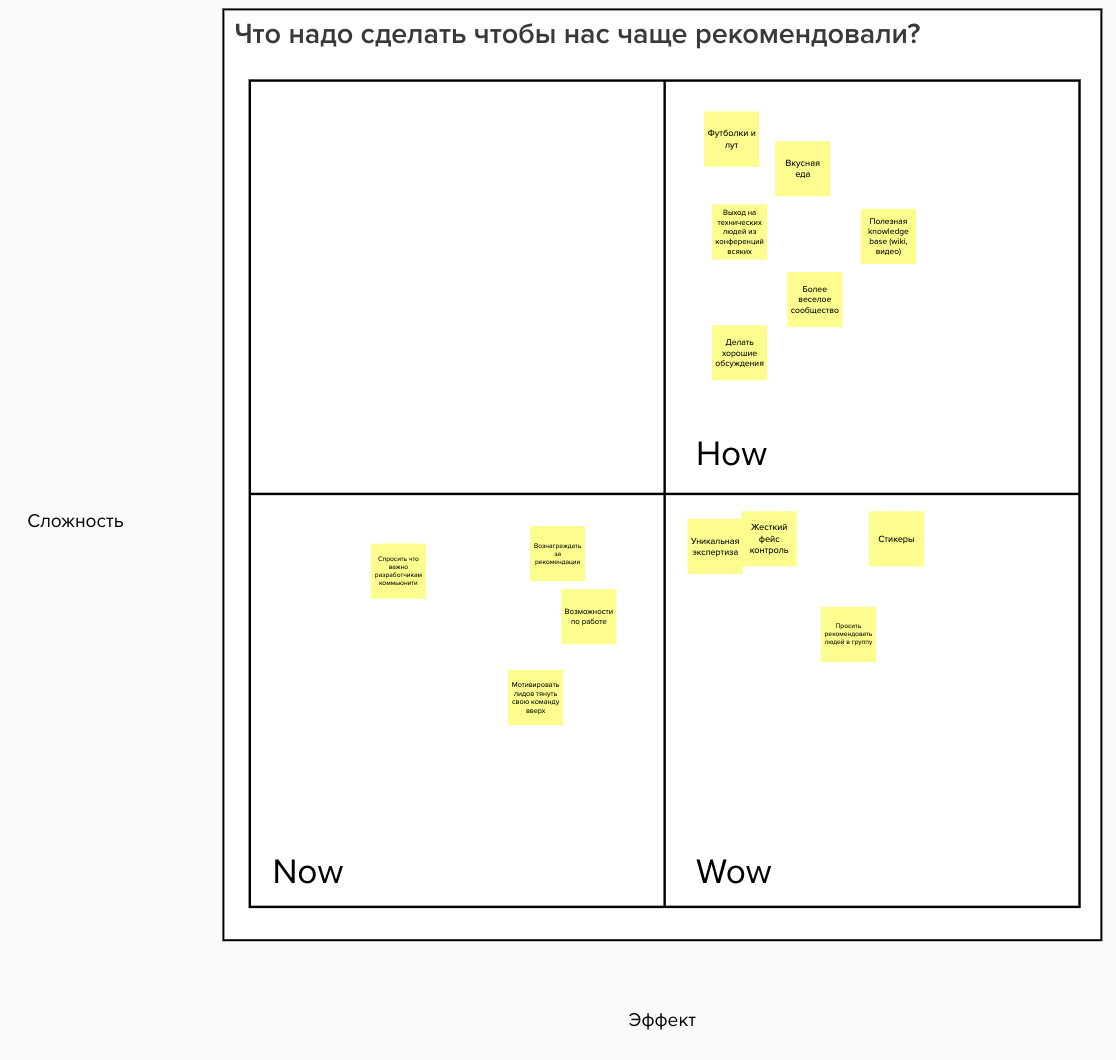 Что надо сделать чтобы нас чаще рекомендовали?
Футболки и
лут
Вкусная
еда
Выход на
технических
людей из
конференций
всяких
Полезная
knowledge
base (wiki,
видео)
Более
веселое
сообщество
Делать
хорошие
обсуждения
How
Сложность
Спросить что
важно
разработчикам
коммьюнити
Вознаграждать
за
рекомендации
Возможности
по работе
Мотивировать
лидов тянуть
свою команду
вверх
Now
Уникальная
экспертиза
Жесткий
фейс
контроль
Стикеры
Просить
рекомендовать
людей в группу
Wow
Эффект